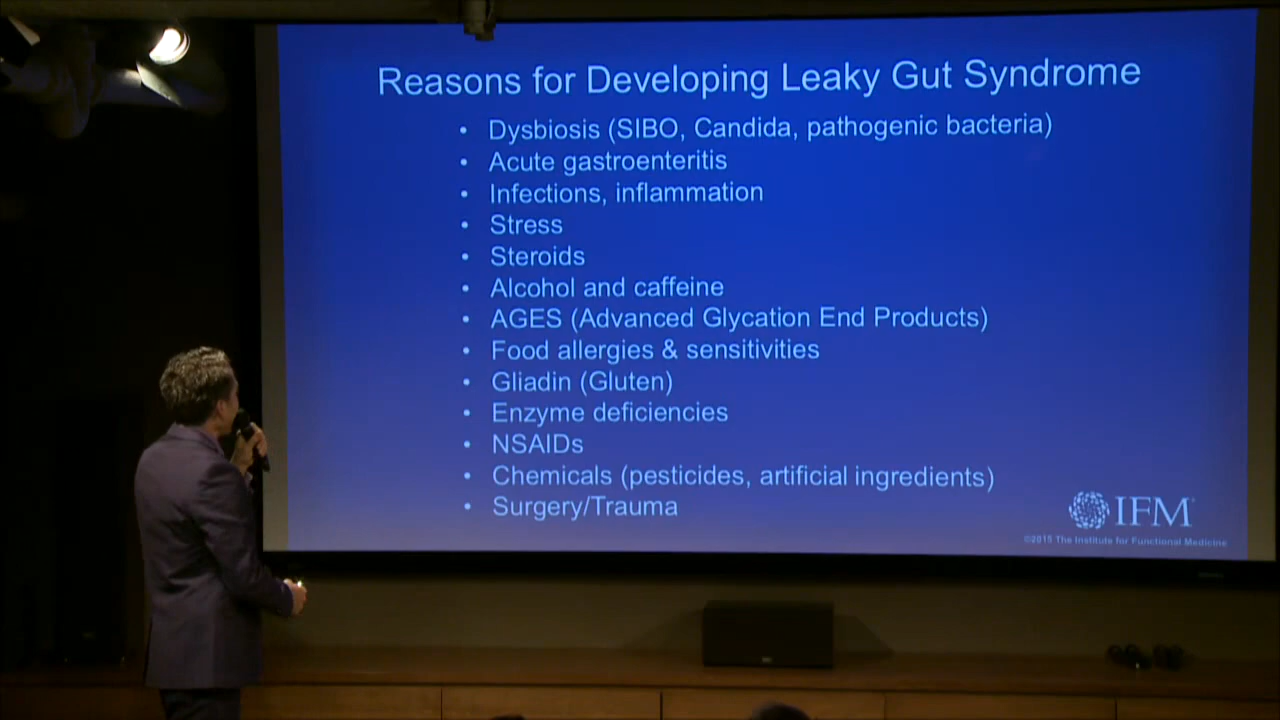 Reasons for Developing Leaky Gut Syndrome
• Dysbiosis (SIBO, Candida, pathogenic bacteria)
• Acute gastroenteritis
• Infections, inflammation
• Stress
• Steroids
• Alcohol and caffeine
• AGES (Advanced Glycation End Products)
• Food allergies & sensitivities
• Gliadin (Gluten)
• Enzyme deficiencies
• NSAIDs
• Chemicals (pesticides, artificial ingredients)
• Surgery/Trauma
IFM
©2015 The Institute for Functional Medicine